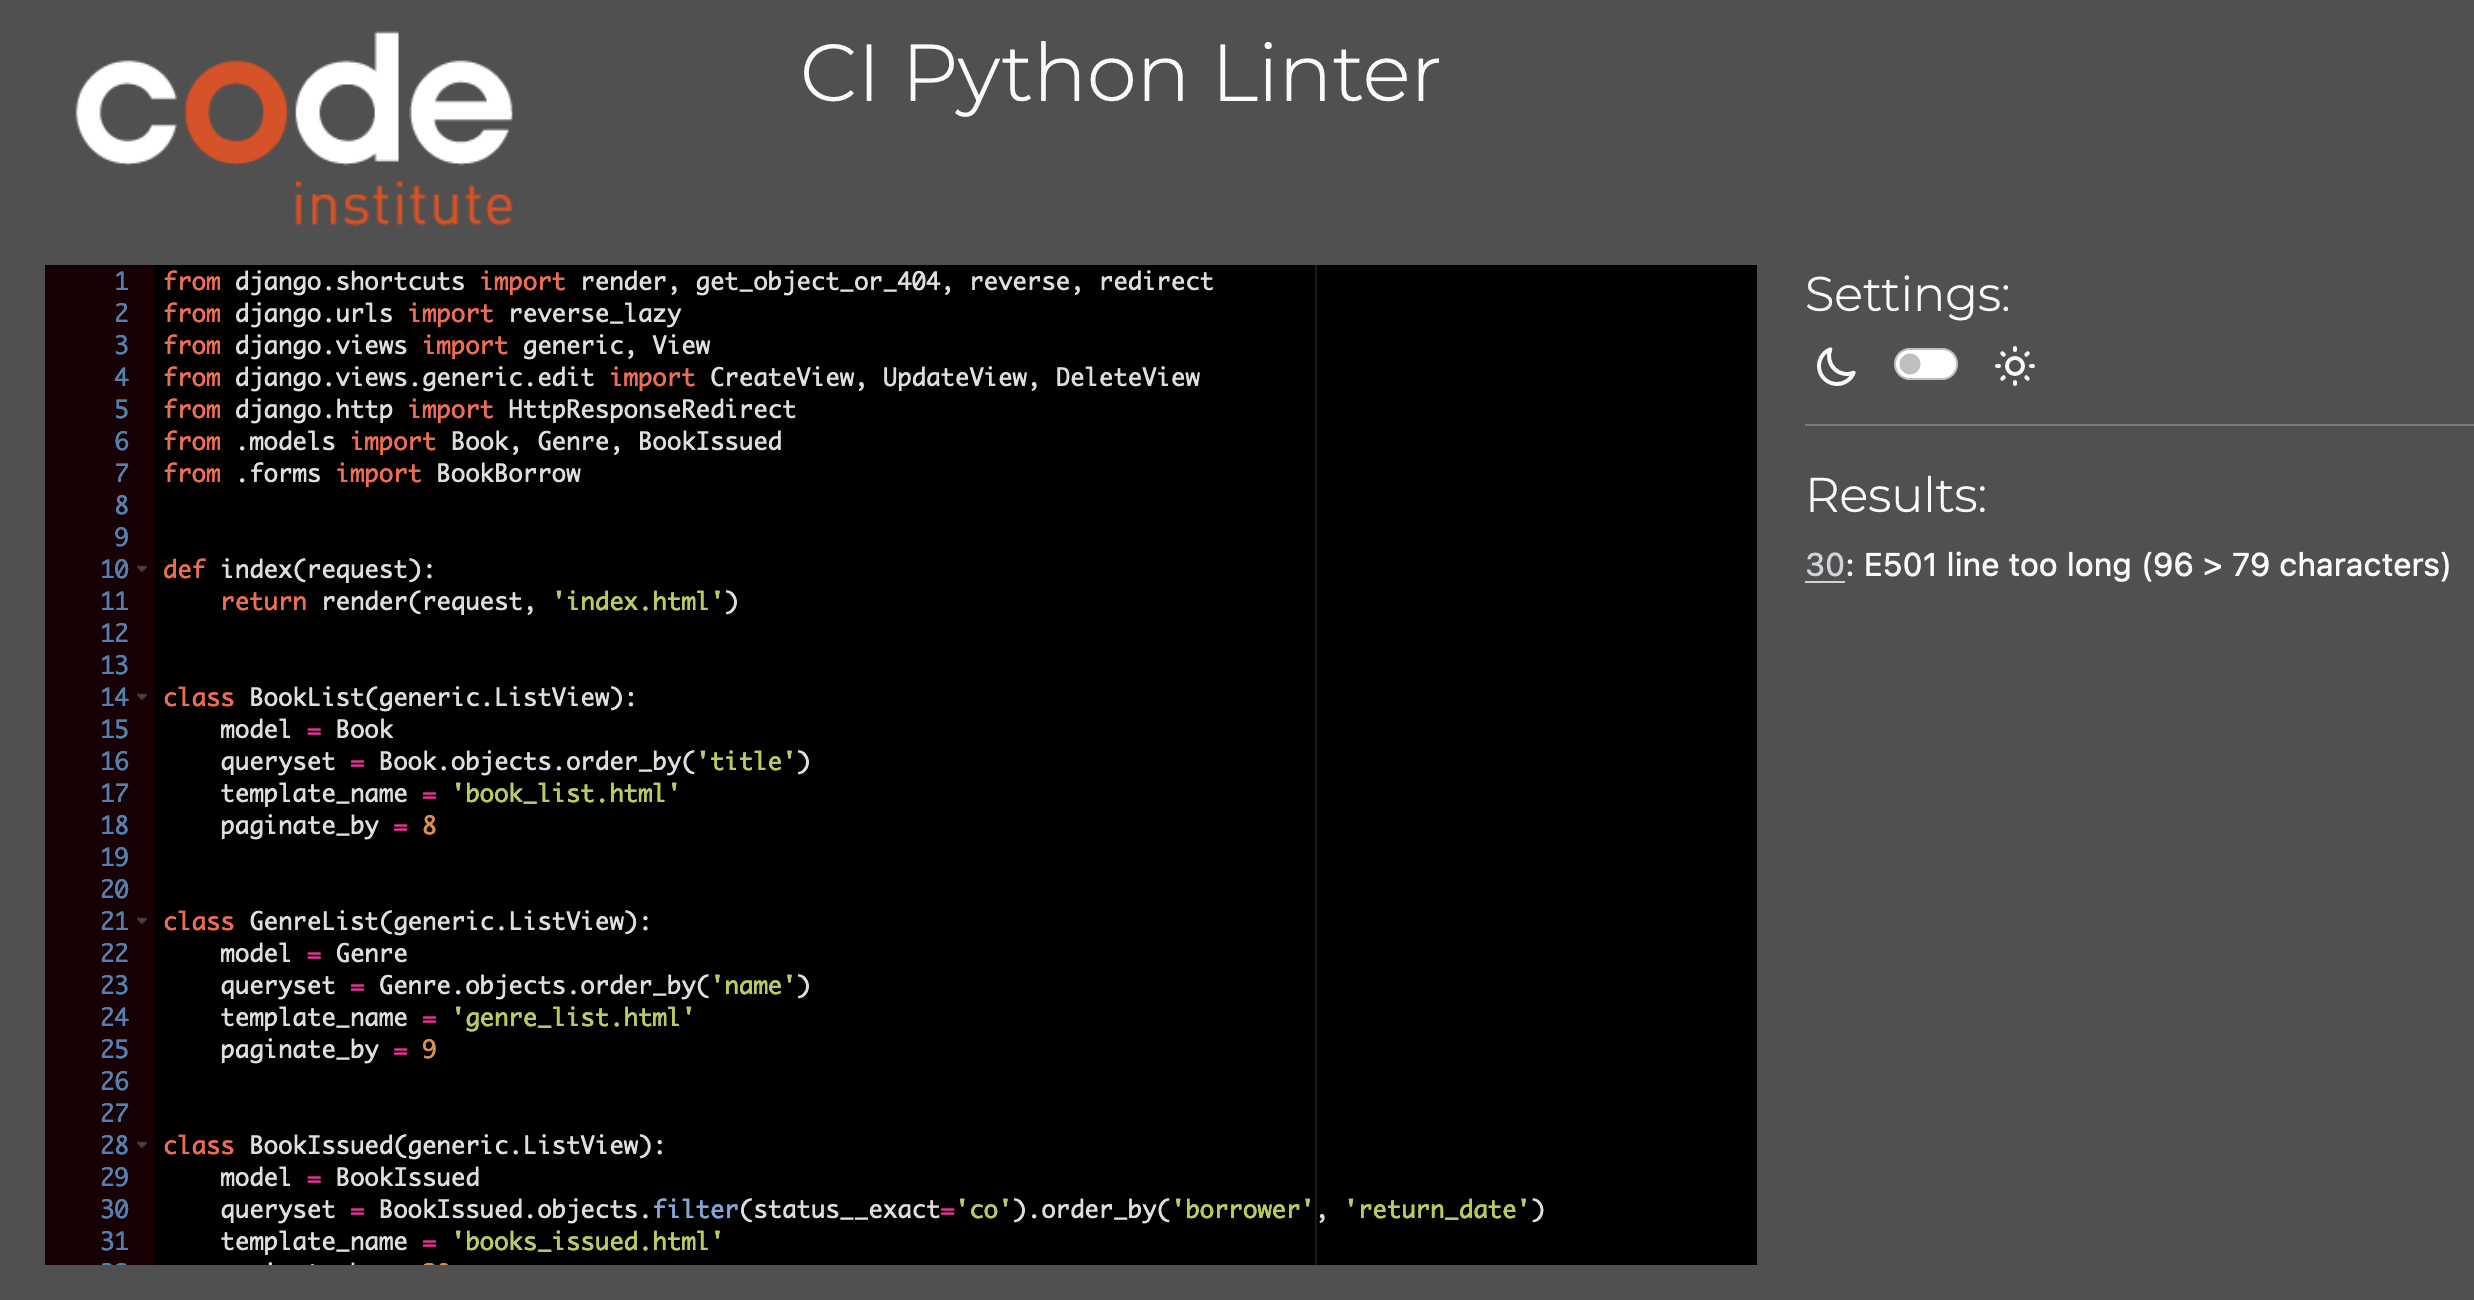 code
institute
CI Python Linter
1 from django.shortcuts import render, get_object_or_404, reverse, redirect
2 from django.urls import reverse_lazy
3 from django.views import generic, View
4 from django.views.generic.edit import CreateView, UpdateView, DeleteView
5 from django.http import HttpResponseRedirect
6 from .models import Book, Genre, BookIssued
7 from .forms import BookBorrow
8
9
10 def index(request):
11     return render(request, 'index.html')
12
13
14 class BookList(generic.ListView):
15     model = Book
16     queryset = Book.objects.order_by('title')
17     template_name = 'book_list.html'
18     paginate_by = 8
19
20
21 class GenreList(generic.ListView):
22     model = Genre
23     queryset = Genre.objects.order_by('name')
24     template_name = 'genre_list.html'
25     paginate_by = 9
26
27
28 class BookIssued(generic.ListView):
29     model = BookIssued
30     queryset = BookIssued.objects.filter(status__exact='co').order_by('borrower', 'return_date')
31     template_name = 'books_issued.html'
Settings:
Results:
30: E501 line too long (96 > 79 characters)